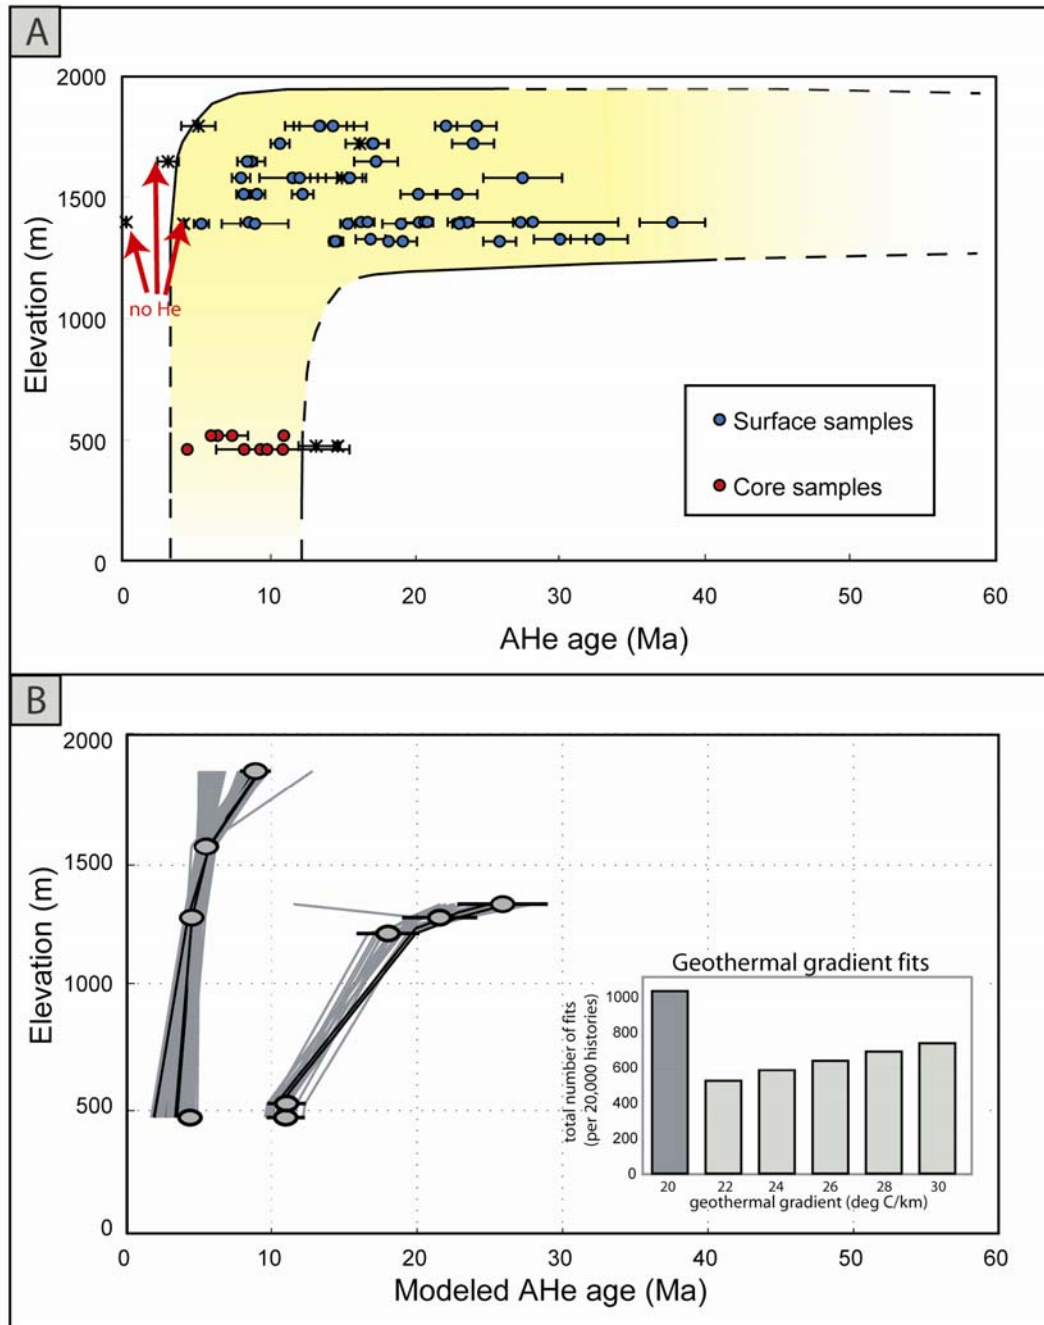 A
2000
1500
1000
500
0
Elevation (m)
no He
Surface samples
Core samples
0 10 20 30 40 50 60
AHe age (Ma)
B
2000
1500
1000
500
0
Elevation (m)
Geothermal gradient fits
total number of fits
(per 20,000 histories)
1000
800
600
400
200
0
20 22 24 26 28 30
geothermal gradient (deg C/km)
0 10 20 30 40 50 60
Modeled AHe age (Ma)